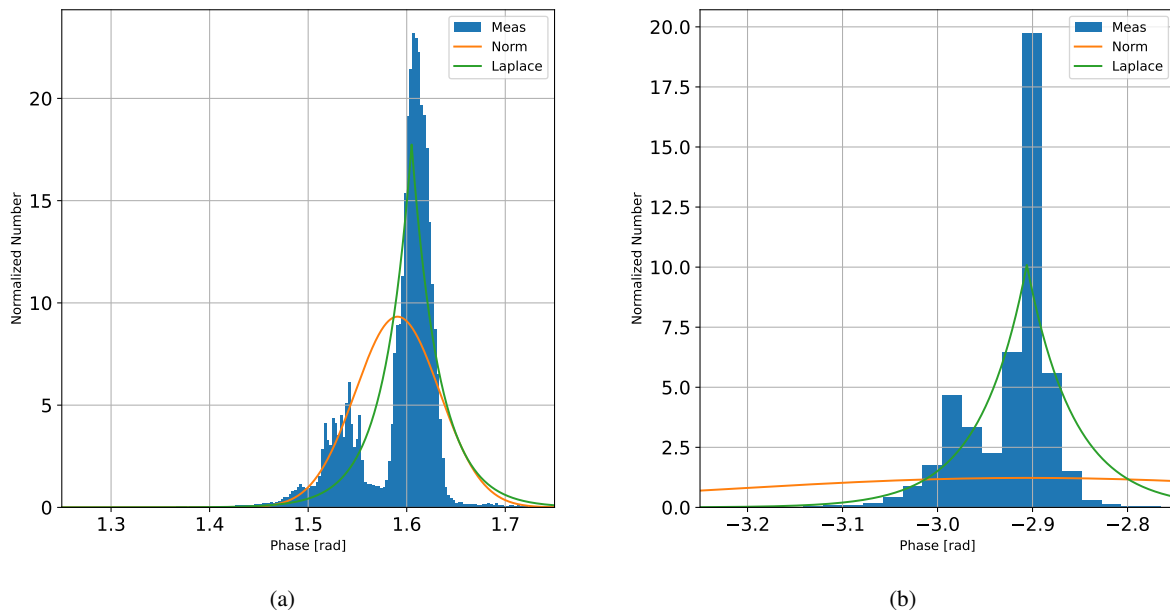 Meas
Norm
Laplace
Normalized Number
20
15
10
5
0
1.3
1.4
1.5
1.6
1.7
Phase [rad]
(a)
Meas
Norm
Laplace
Normalized Number
20.0
17.5
15.0
12.5
10.0
7.5
5.0
2.5
0.0
−3.2
−3.1
−3.0
−2.9
−2.8
Phase [rad]
(b)